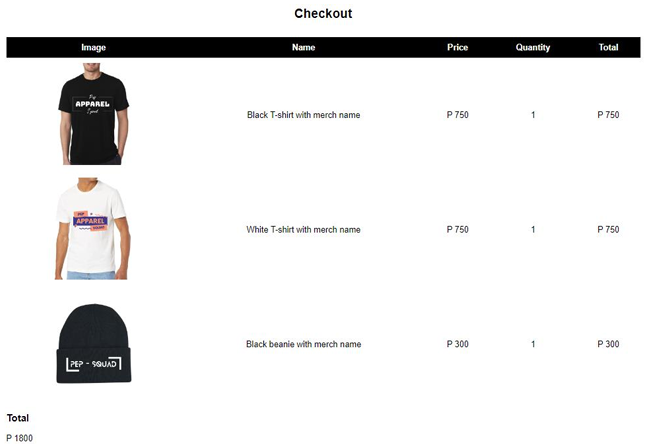 Checkout
Image Name Price Quantity Total
Pep
APPAREL
Squad
Black T-shirt with merch name P 750 1 P 750
PEP
APPAREL
SQUAD
White T-shirt with merch name P 750 1 P 750
PEP - SQUAD
Black beanie with merch name P 300 1 P 300
Total
P 1800